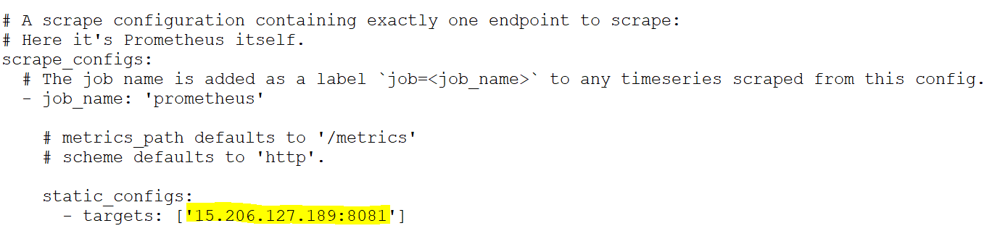 # A scrape configuration containing exactly one endpoint to scrape:
# Here it's Prometheus itself.
scrape_configs:
  # The job name is added as a label `job=<job_name>` to any timeseries scraped from this config.
  - job_name: 'prometheus'

    # metrics_path defaults to '/metrics'
    # scheme defaults to 'http'.

    static_configs:
      - targets: ['15.206.127.189:8081']